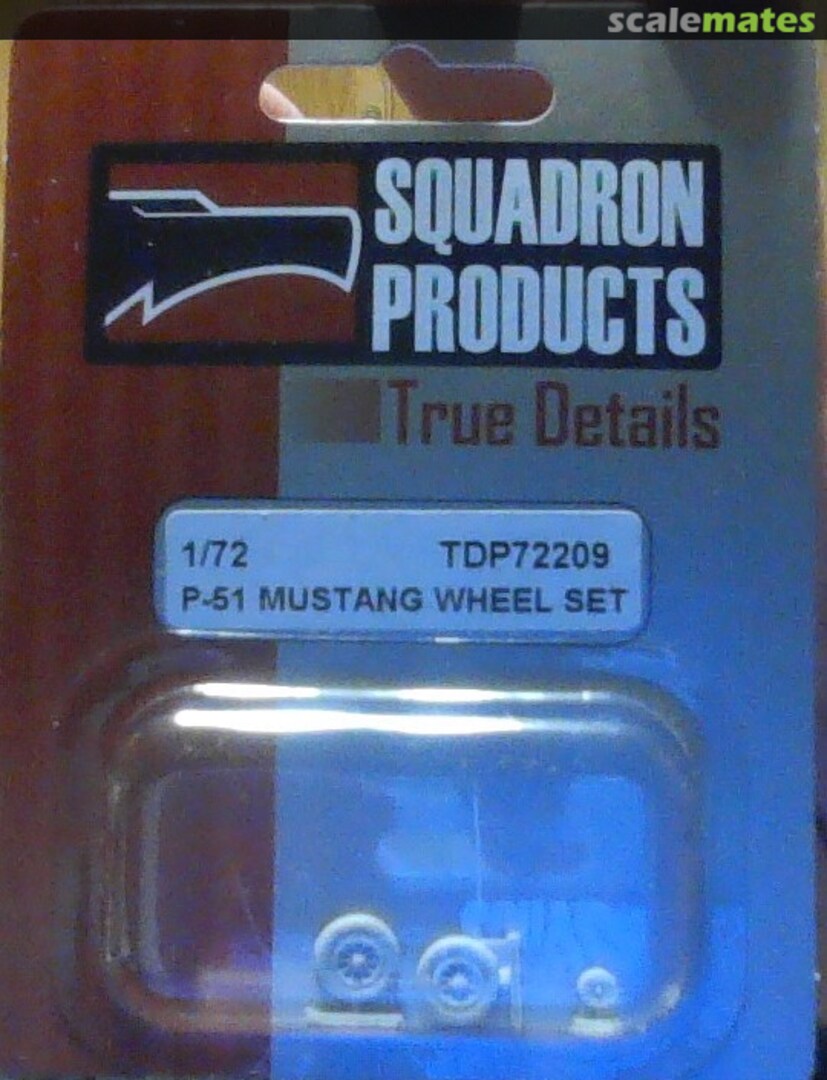 scalemates
SQUADRON
PRODUCTS
True Details
1/72 TDP72209
P-51 MUSTANG WHEEL SET